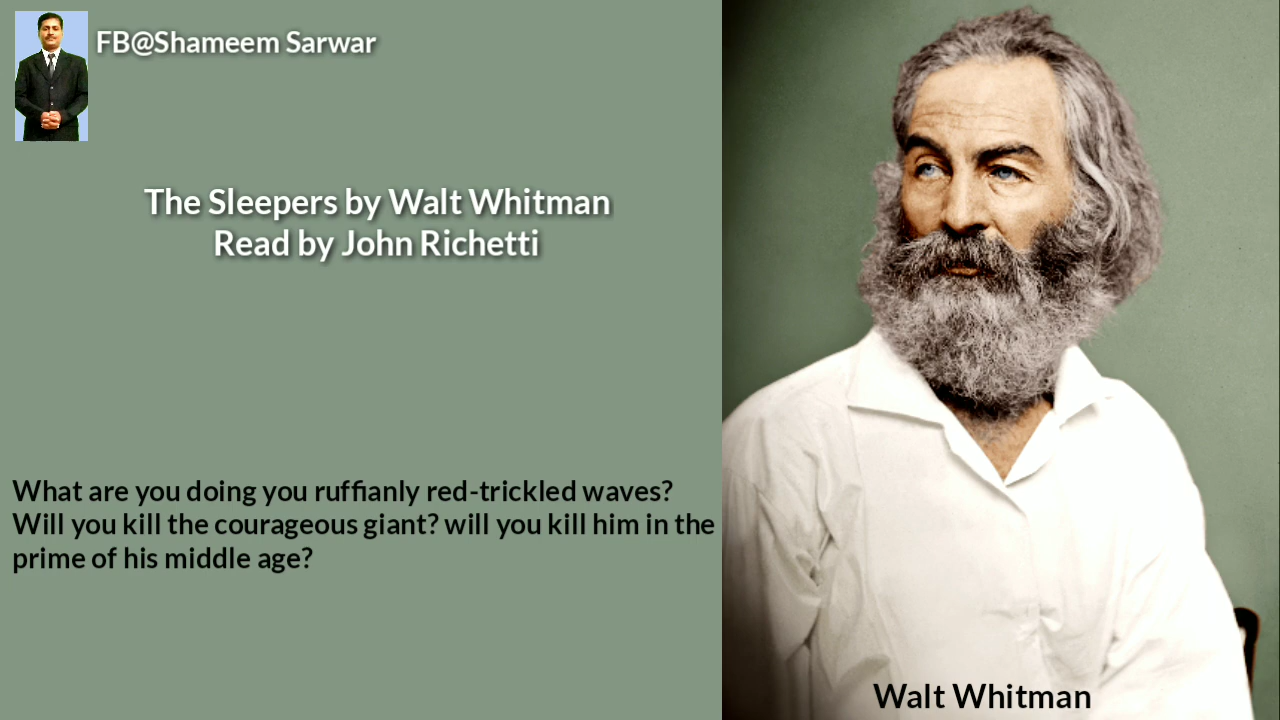 FB@Shameem Sarwar
The Sleepers by Walt Whitman
Read by John Richetti
What are you doing you ruffianly red-trickled waves?
Will you kill the courageous giant? will you kill him in the
prime of his middle age?
Walt Whitman